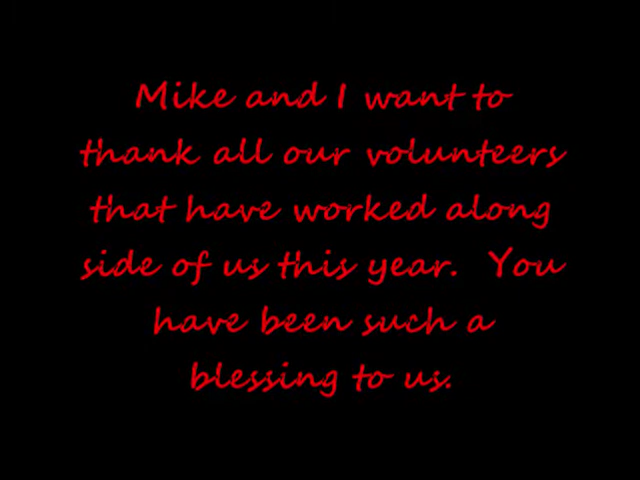 Mike and I want to
thank all our volunteers
that have worked along
side of us this year.  You
have been such a
blessing to us.